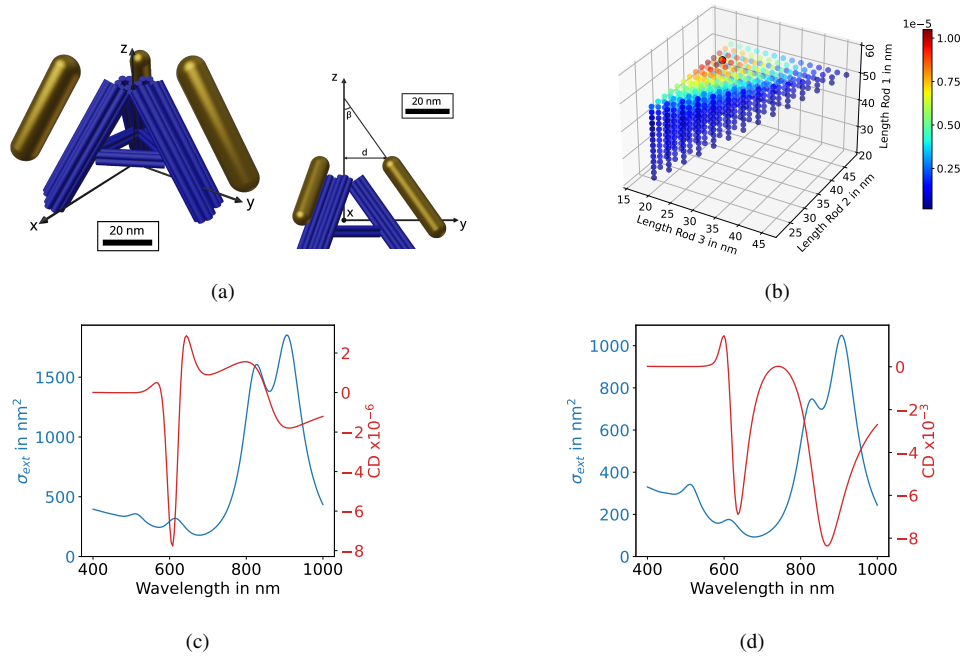 z
x
y
20 nm
z
β
d
x
y
20 nm
(a)
1e−5
1.00
0.75
0.50
0.25
60
50
40
30
20
Length Rod 1 in nm
15
20
25
30
35
40
45
Length Rod 3 in nm
25
30
35
40
45
Length Rod 2 in nm
(b)
1500
1000
500
0
σext in nm²
400
600
800
1000
Wavelength in nm
2
0
−2
−4
−6
−8
CD x10⁻⁶
(c)
1000
800
600
400
200
0
σext in nm²
400
600
800
1000
Wavelength in nm
0
−2
−4
−6
−8
CD x10⁻³
(d)